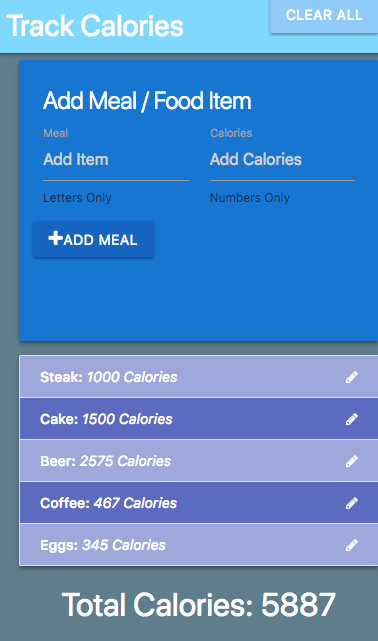 Track Calories
CLEAR ALL
Add Meal / Food Item
Meal Calories
Add Item Add Calories
Letters Only Numbers Only
+ADD MEAL
Steak: 1000 Calories
Cake: 1500 Calories
Beer: 2575 Calories
Coffee: 467 Calories
Eggs: 345 Calories
Total Calories: 5887